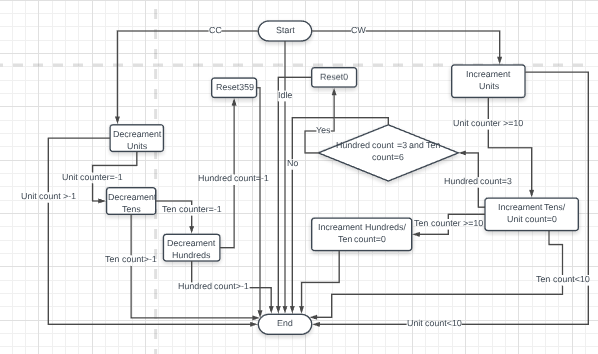 Start
CC
CW
Reset0
Increament
Units
Reset359
Idle
Decreament
Units
Unit counter >=10
Yes
Hundred count =3 and Ten
count=6
No
Unit counter=-1
Hundred count=-1
Hundred count=3
Unit count >-1
Decreament
Tens
Ten counter=-1
Increament Tens/
Unit count=0
Increament Hundreds/
Ten count=0
Ten counter >=10
Decreament
Hundreds
Ten count>-1
Ten count<10
Hundred count>-1
End
Unit count<10